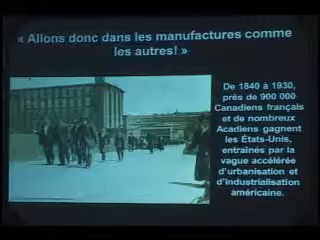 « Allons donc dans les manufactures comme
les autres! »
De 1840 à 1930,
près de 900 000
Canadiens français
et de nombreux
Acadiens gagnent
les États-Unis,
entraînés par la
vague accélérée
d'urbanisation et
d'industrialisation
américaine.